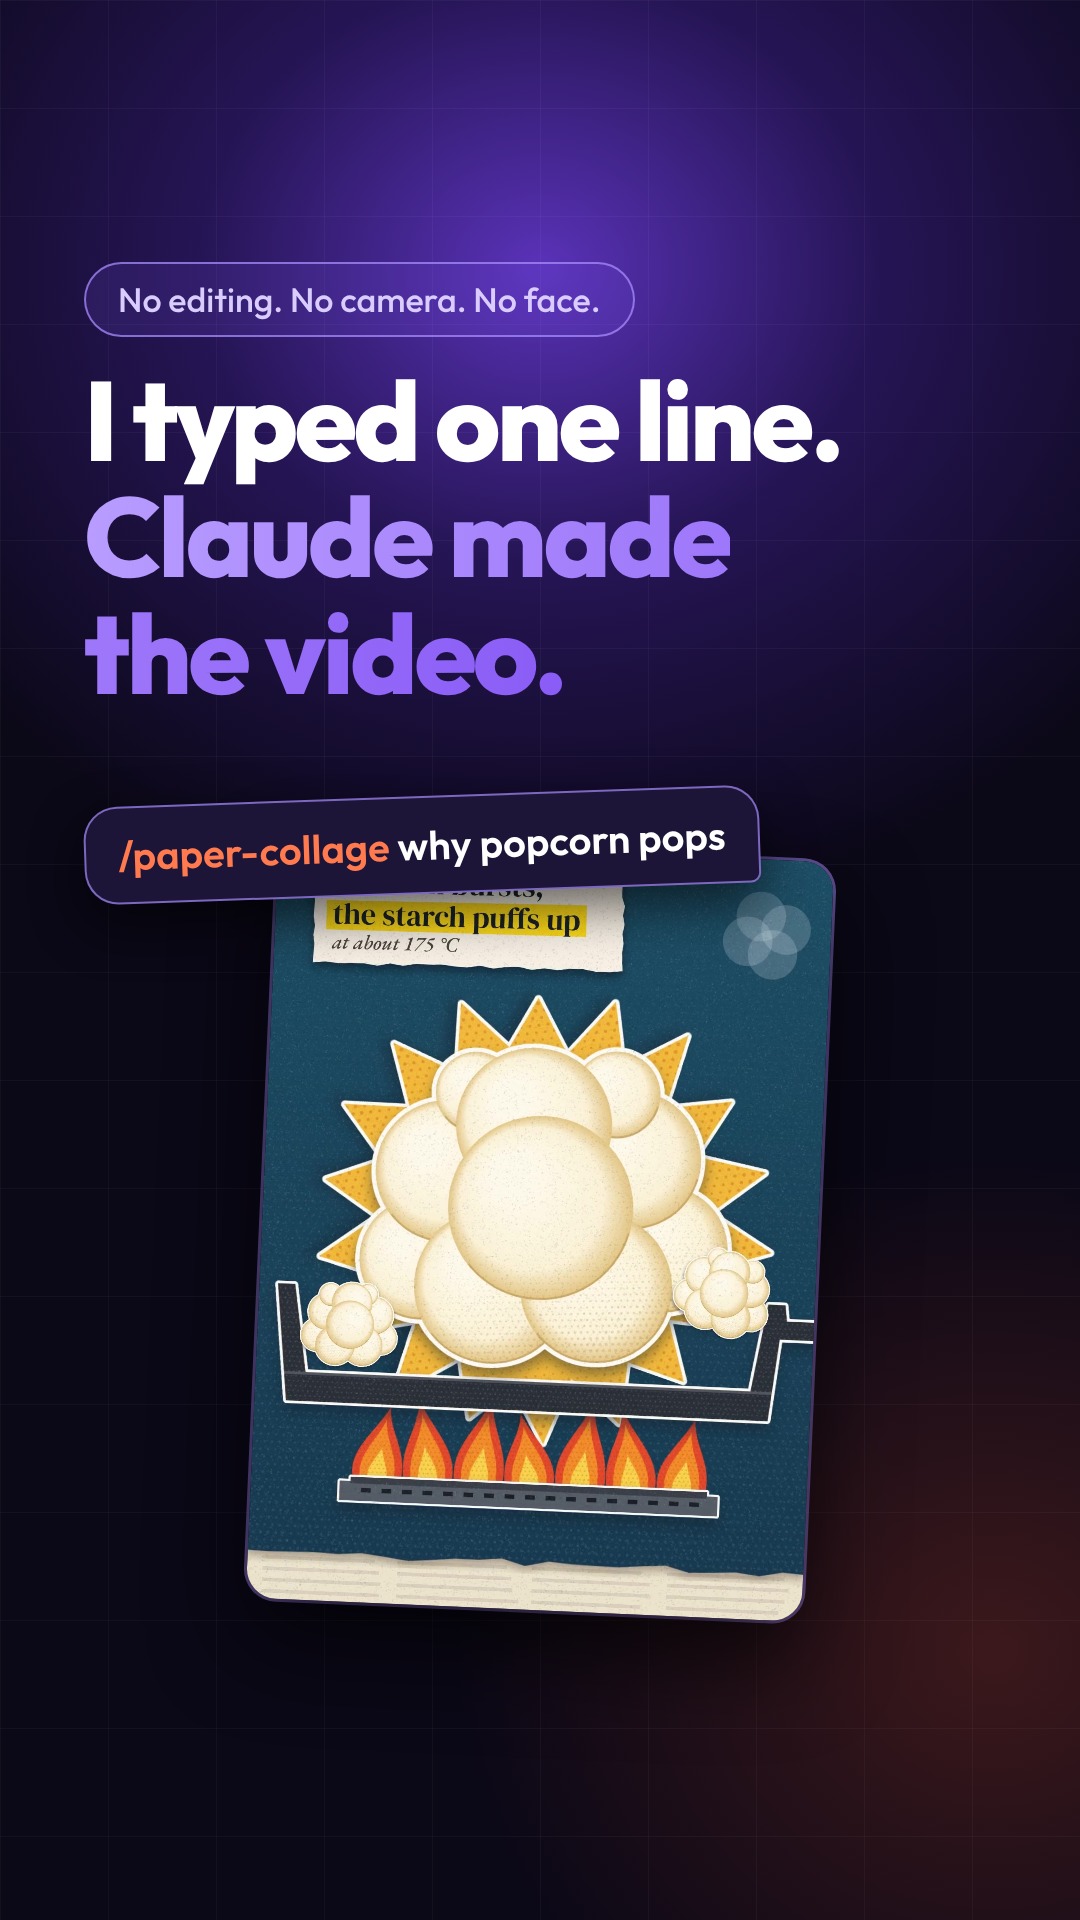 No editing. No camera. No face.
I typed one line.
Claude made
the video.
/paper-collage why popcorn pops
the starch puffs up
at about 175 °C